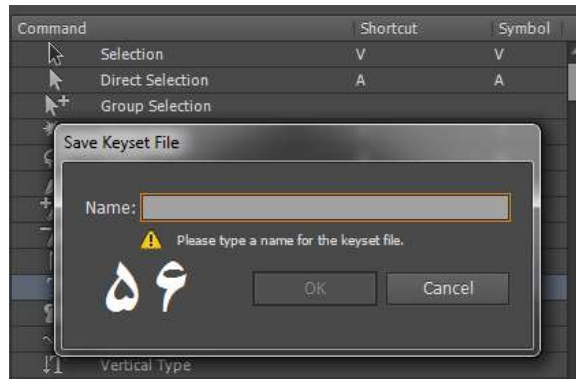 Command Shortcut Symbol
Selection V V
Direct Selection A A
Group Selection
Save Keyset File
Name:
Please type a name for the keyset file.
۵۶
OK Cancel
Vertical Type